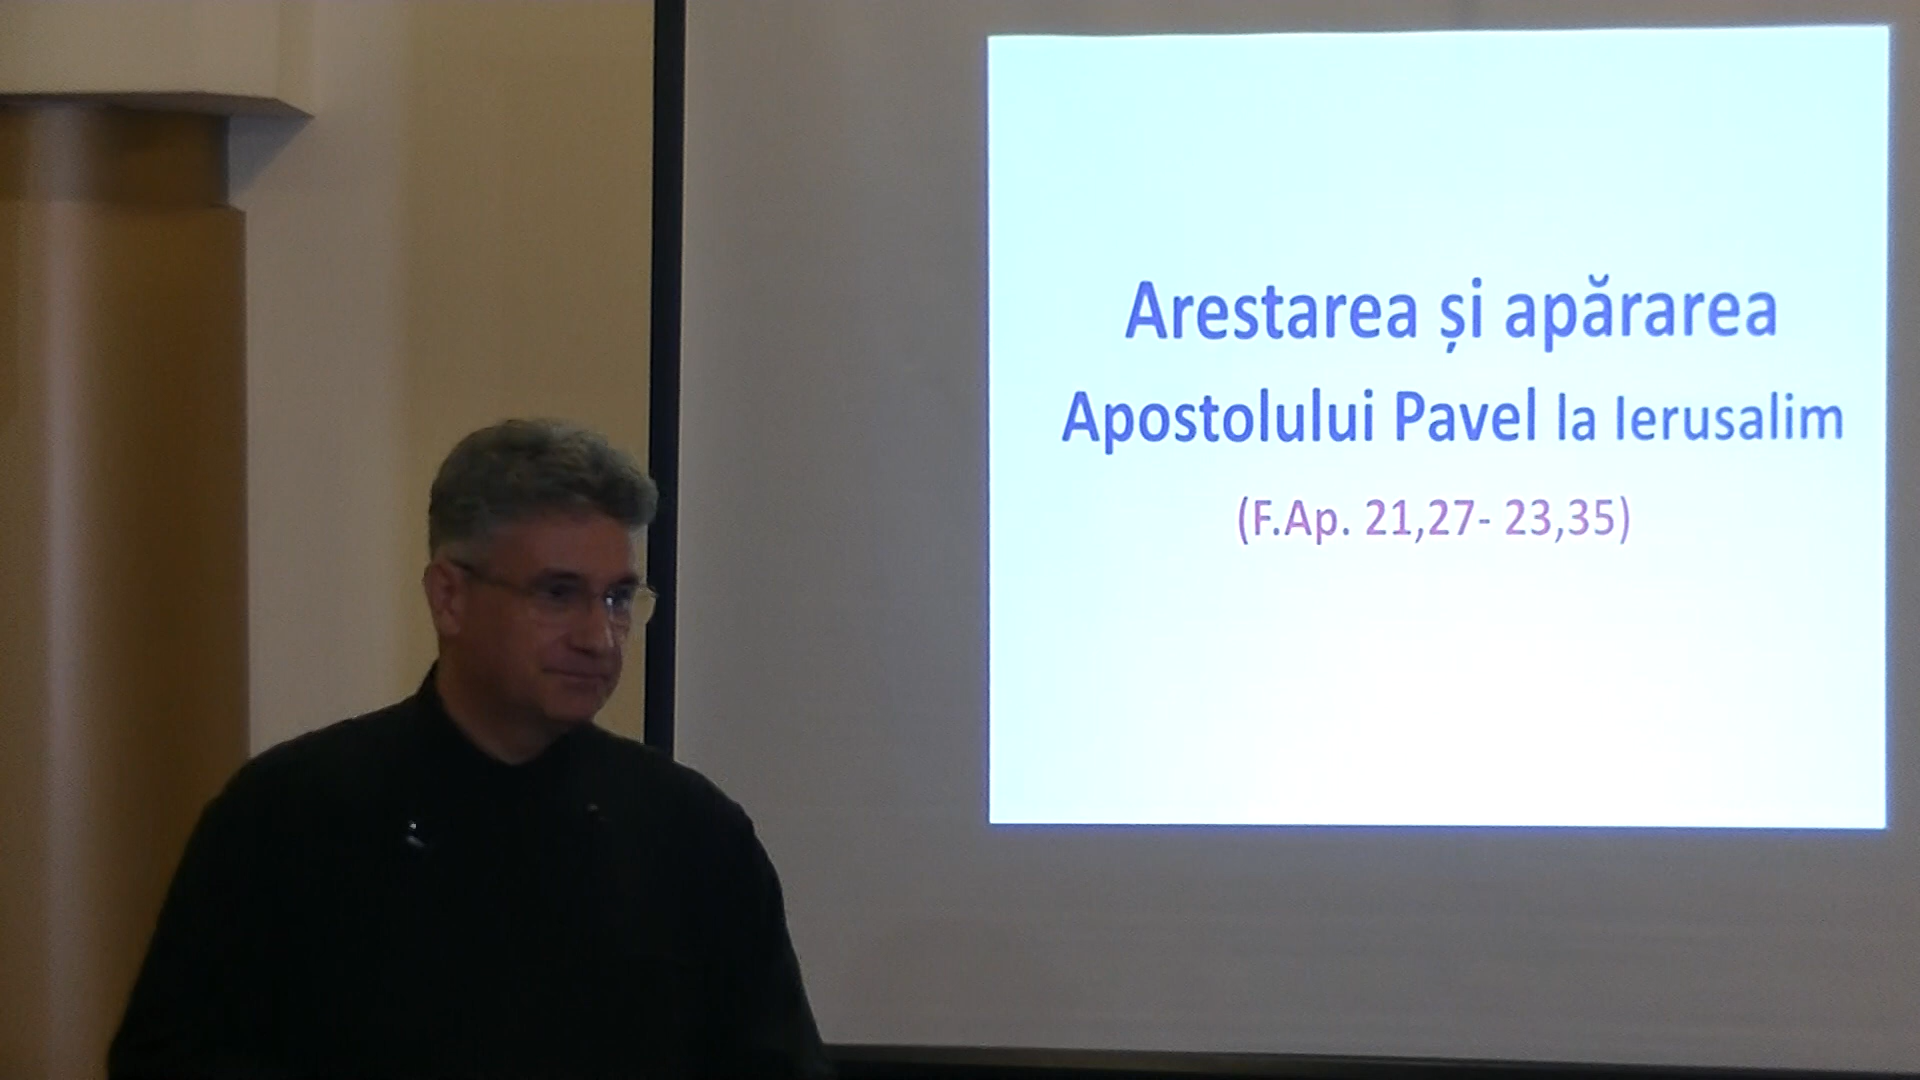 Arestarea și apărarea
Apostolului Pavel la Ierusalim
(F.Ap. 21,27- 23,35)